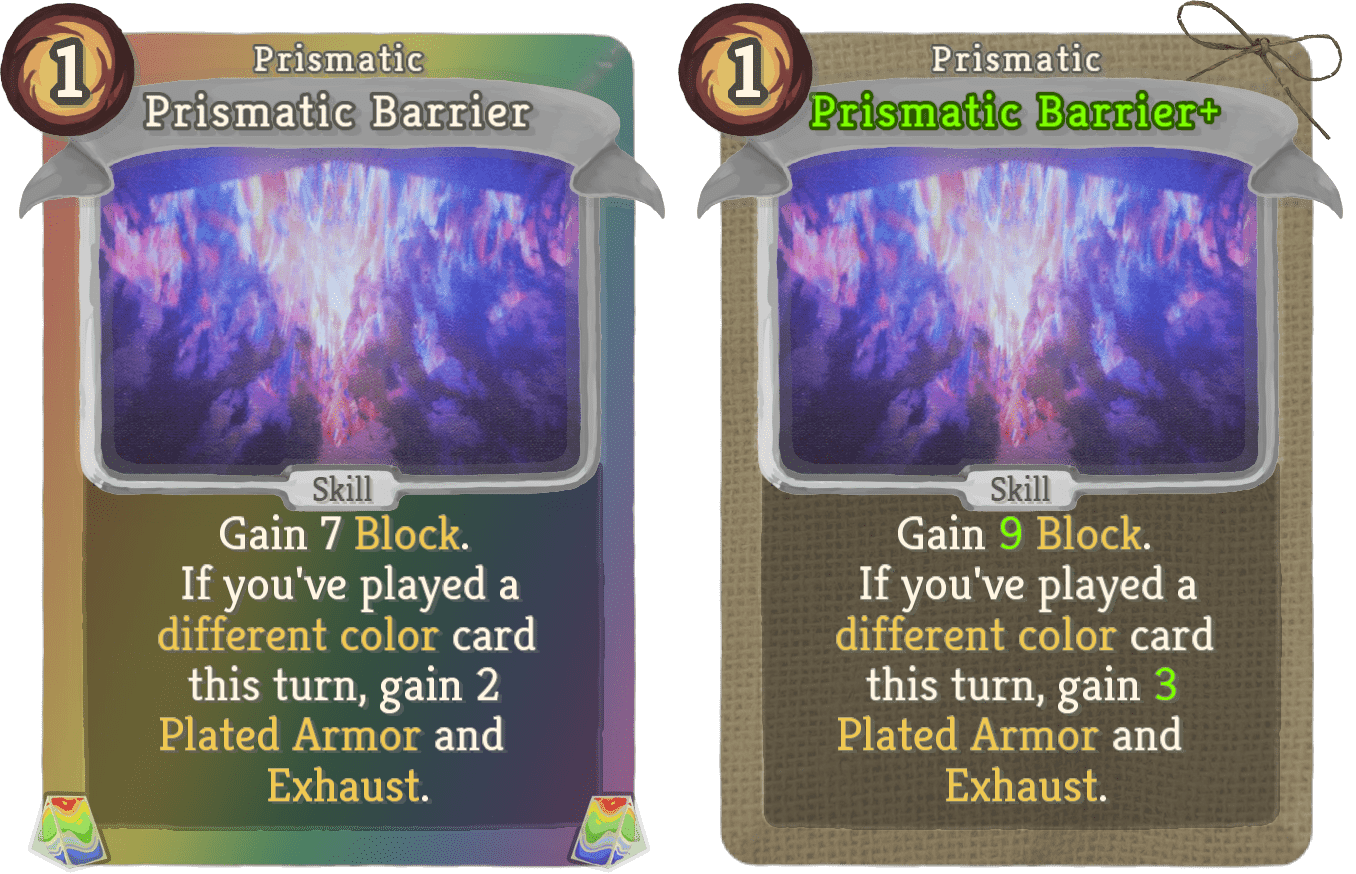 1
Prismatic
Prismatic Barrier
Skill
Gain 7 Block.
If you've played a
different color card
this turn, gain 2
Plated Armor and
Exhaust.
1
Prismatic
Prismatic Barrier+
Skill
Gain 9 Block.
If you've played a
different color card
this turn, gain 3
Plated Armor and
Exhaust.